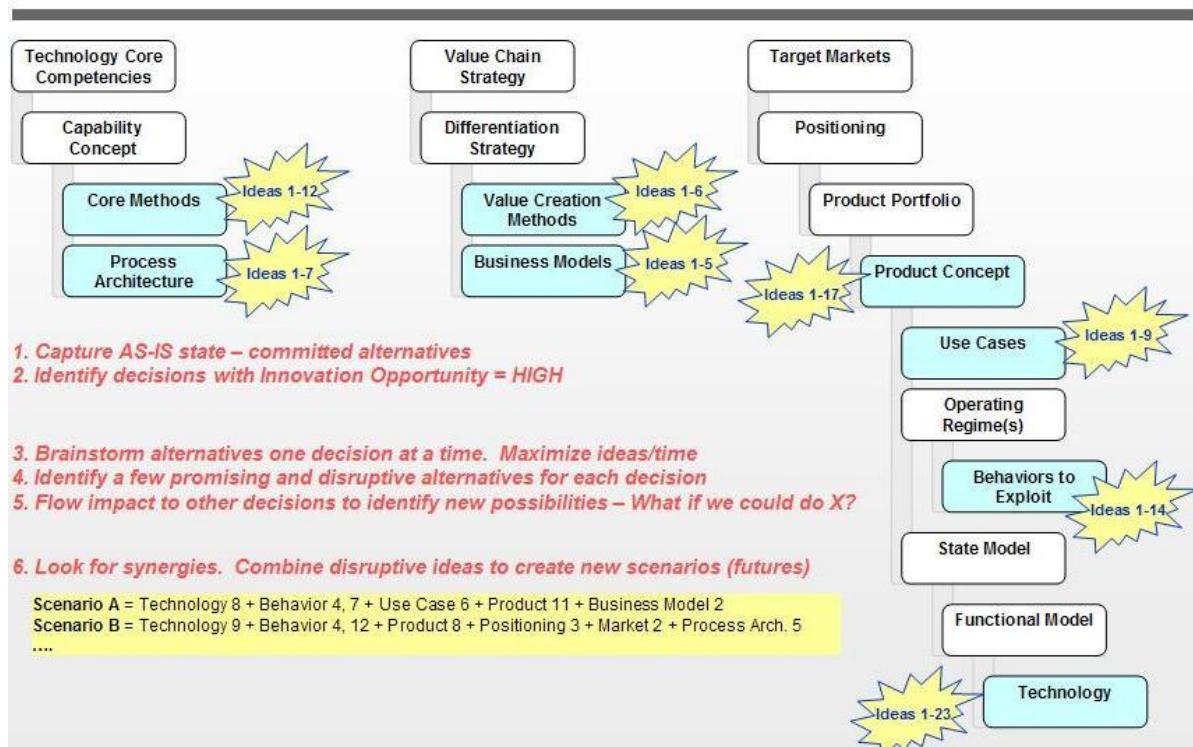 Technology Core
Competencies
Capability
Concept
Core Methods
Ideas 1-12
Process
Architecture
Ideas 1-7
Value Chain
Strategy
Differentiation
Strategy
Value Creation
Methods
Ideas 1-6
Business Models
Ideas 1-5
Target Markets
Positioning
Product Portfolio
Product Concept
Ideas 1-17
Use Cases
Ideas 1-9
Operating
Regime(s)
Behaviors to
Exploit
Ideas 1-14
State Model
Functional Model
Technology
Ideas 1-23
1. Capture AS-IS state – committed alternatives
2. Identify decisions with Innovation Opportunity = HIGH
3. Brainstorm alternatives one decision at a time. Maximize ideas/time
4. Identify a few promising and disruptive alternatives for each decision
5. Flow impact to other decisions to identify new possibilities – What if we could do X?
6. Look for synergies. Combine disruptive ideas to create new scenarios (futures)
Scenario A = Technology 8 + Behavior 4, 7 + Use Case 6 + Product 11 + Business Model 2
Scenario B = Technology 9 + Behavior 4, 12 + Product 8 + Positioning 3 + Market 2 + Process Arch. 5
....